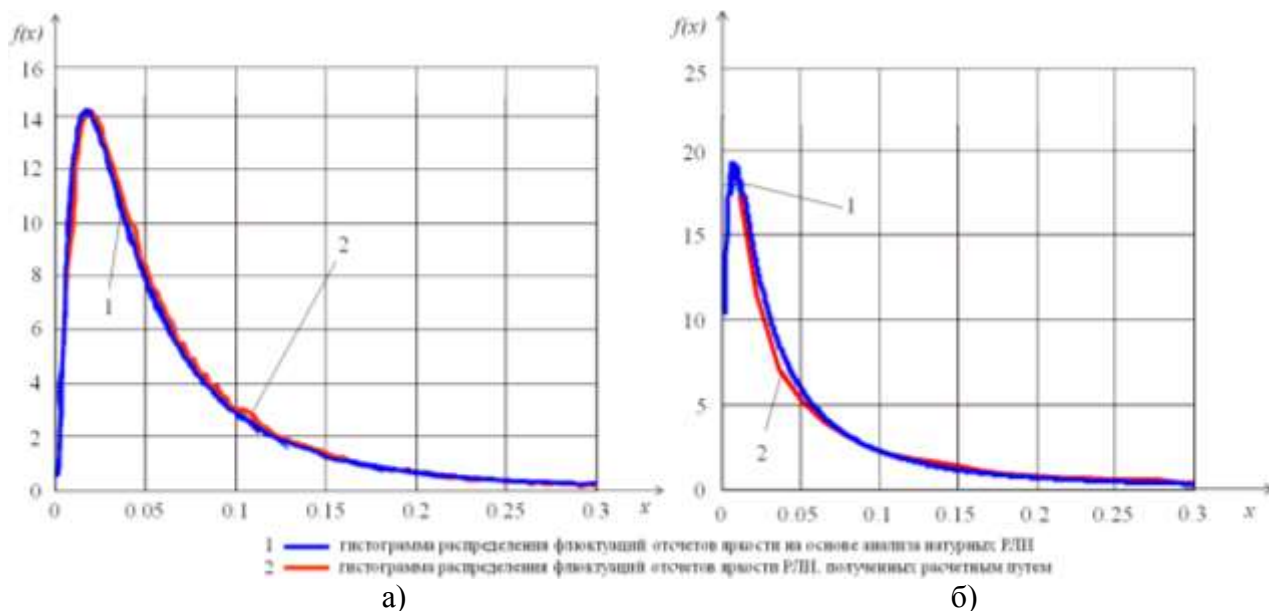 f(x)
16
14
12
10
8
6
4
2
0
0 0.05 0.1 0.15 0.2 0.25 0.3 x
1
2
f(x)
25
20
15
10
5
0
0 0.05 0.1 0.15 0.2 0.25 0.3 x
1
2
1 гистограмма распределения флюктуаций отсчетов яркости на основе анализа натурных РЛИ
2 гистограмма распределения флюктуаций отсчетов яркости РЛИ, полученных расчетным путем
а) б)